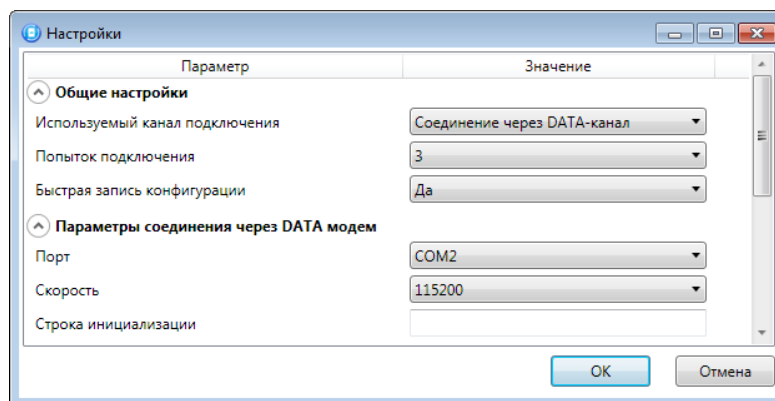 Настройки
Параметр Значение
Общие настройки
Используемый канал подключения Соединение через DATA-канал
Попыток подключения 3
Быстрая запись конфигурации Да
Параметры соединения через DATA модем
Порт COM2
Скорость 115200
Строка инициализации
OK Отмена